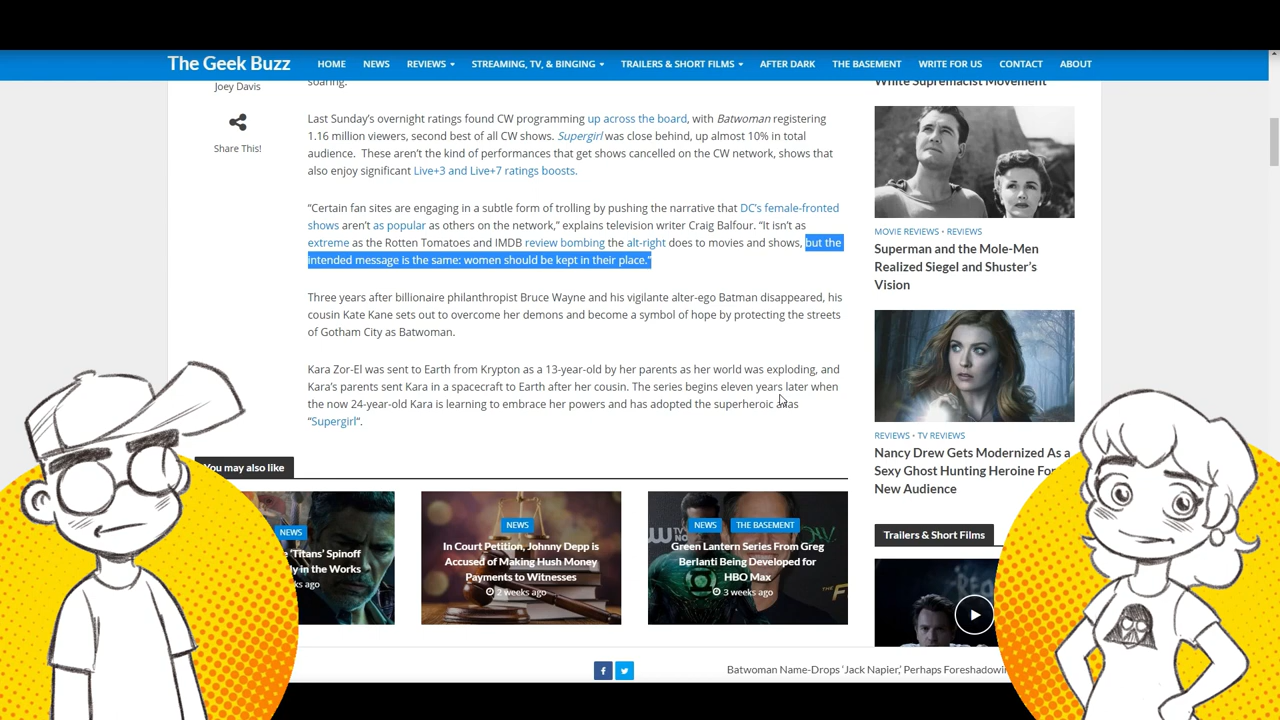 The Geek Buzz
HOME NEWS REVIEWS STREAMING, TV, & BINGING TRAILERS & SHORT FILMS AFTER DARK THE BASEMENT WRITE FOR US CONTACT ABOUT
soaring.
Joey Davis
Share This!
Last Sunday's overnight ratings found CW programming up across the board, with Batwoman registering
1.16 million viewers, second best of all CW shows. Supergirl was close behind, up almost 10% in total
audience. These aren't the kind of performances that get shows cancelled on the CW network, shows that
also enjoy significant Live+3 and Live+7 ratings boosts.
"Certain fan sites are engaging in a subtle form of trolling by pushing the narrative that DC's female-fronted
shows aren't as popular as others on the network," explains television writer Craig Balfour. "It isn't as
extreme as the Rotten Tomatoes and IMDB review bombing the alt-right does to movies and shows, but the
intended message is the same: women should be kept in their place."
Three years after billionaire philanthropist Bruce Wayne and his vigilante alter-ego Batman disappeared, his
cousin Kate Kane sets out to overcome her demons and become a symbol of hope by protecting the streets
of Gotham City as Batwoman.
Kara Zor-El was sent to Earth from Krypton as a 13-year-old by her parents as her world was exploding, and
Kara's parents sent Kara in a spacecraft to Earth after her cousin. The series begins eleven years later when
the now 24-year-old Kara is learning to embrace her powers and has adopted the superheroic alias
"Supergirl".
You may also like
NEWS
'Titans' Spinoff
in the Works
ago
NEWS
In Court Petition, Johnny Depp is
Accused of Making Hush Money
Payments to Witnesses
2 weeks ago
NEWS THE BASEMENT
Green Lantern Series From Greg
Berlanti Being Developed for
HBO Max
3 weeks ago
White Supremacist Movement
MOVIE REVIEWS • REVIEWS
Superman and the Mole-Men
Realized Siegel and Shuster's
Vision
REVIEWS • TV REVIEWS
Nancy Drew Gets Modernized As a
Sexy Ghost Hunting Heroine For
New Audience
Trailers & Short Films
Batwoman Name-Drops 'Jack Napier,' Perhaps